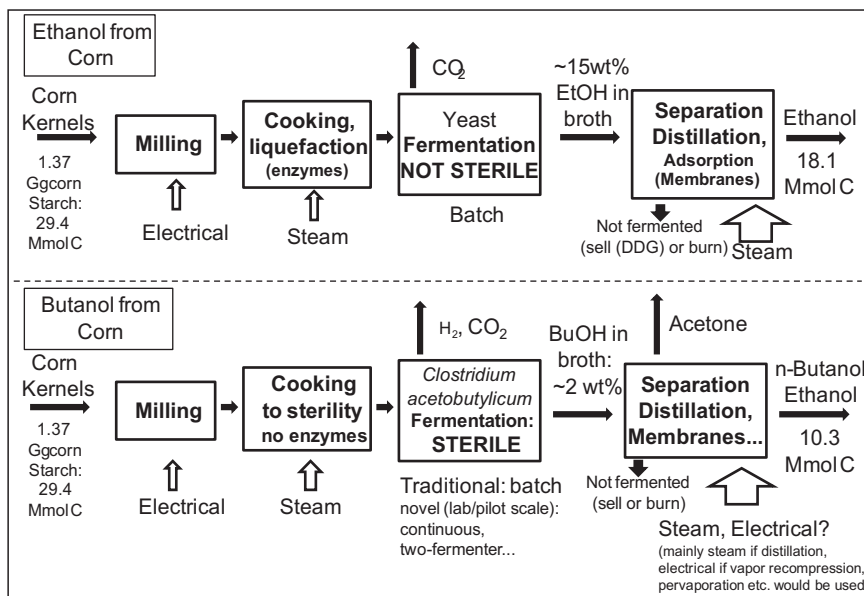 Ethanol from
Corn
Corn
Kernels
1.37
Ggcorn
Starch:
29.4
Mmol C
Milling
Electrical
Cooking,
liquefaction
(enzymes)
Steam
CO2
Yeast
Fermentation
NOT STERILE
Batch
~15wt%
EtOH in
broth
Separation
Distillation,
Adsorption
(Membranes)
Not fermented
(sell (DDG) or burn)
Steam
Ethanol
18.1
Mmol C
Butanol from
Corn
Corn
Kernels
1.37
Ggcorn
Starch:
29.4
Mmol C
Milling
Electrical
Cooking
to sterility
no enzymes
Steam
H2, CO2
Clostridium
acetobutylicum
Fermentation:
STERILE
Traditional: batch
novel (lab/pilot scale):
continuous,
two-fermenter...
BuOH in
broth:
~2 wt%
Acetone
Separation
Distillation,
Membranes...
Not fermented
(sell or burn)
Steam, Electrical?
(mainly steam if distillation,
electrical if vapor recompression,
pervaporation etc. would be used
n-Butanol
Ethanol
10.3
Mmol C